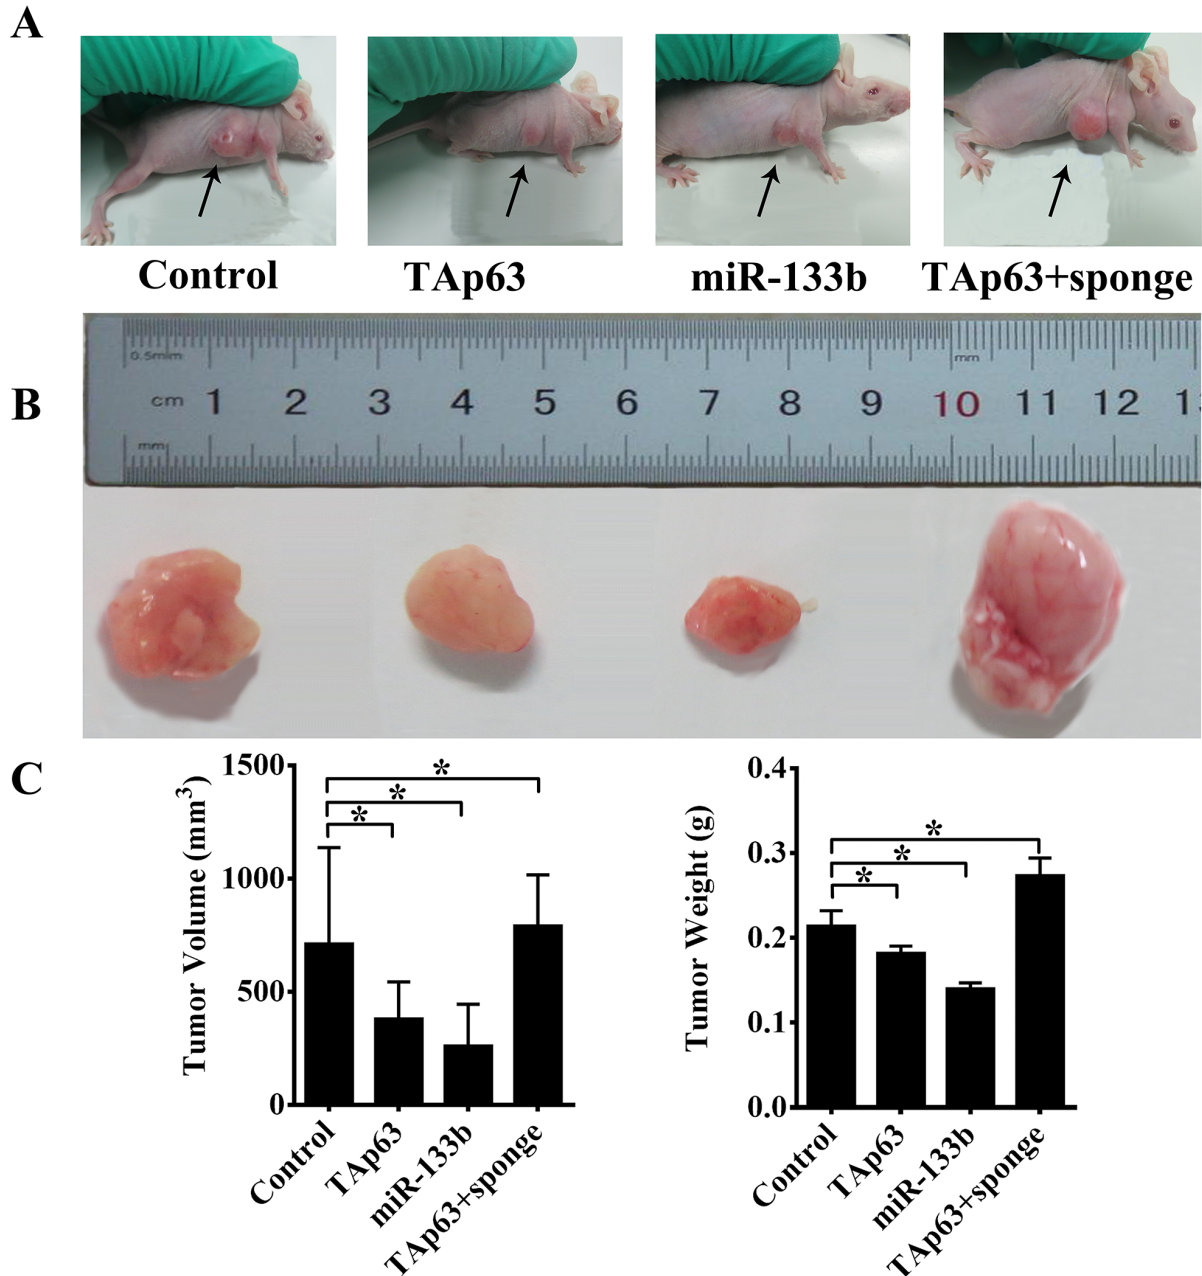 A
Control
TAp63
miR-133b
TAp63+sponge
B
0.5mm
mm
cm 1 2 3 4 5 6 7 8 9 10 11 12
mm
C
Tumor Volume (mm³)
1500
1000
500
0
*
*
*
Control
TAp63
miR-133b
TAp63+sponge
Tumor Weight (g)
0.4
0.3
0.2
0.1
0.0
*
*
*
Control
TAp63
miR-133b
TAp63+sponge